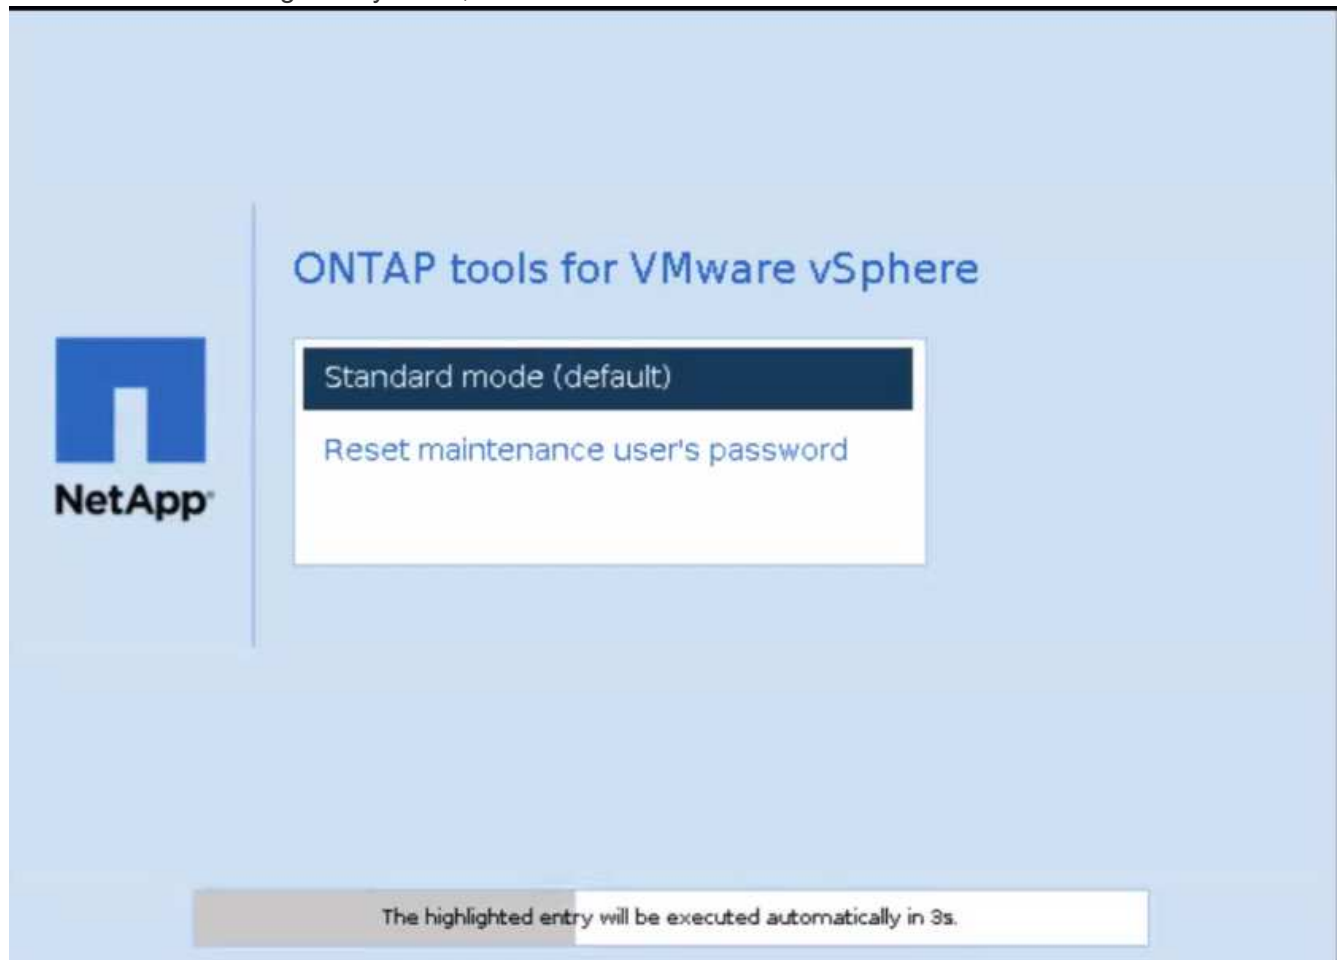 ONTAP tools for VMware vSphere
Standard mode (default)
Reset maintenance user's password
NetApp®
The highlighted entry will be executed automatically in 3s.